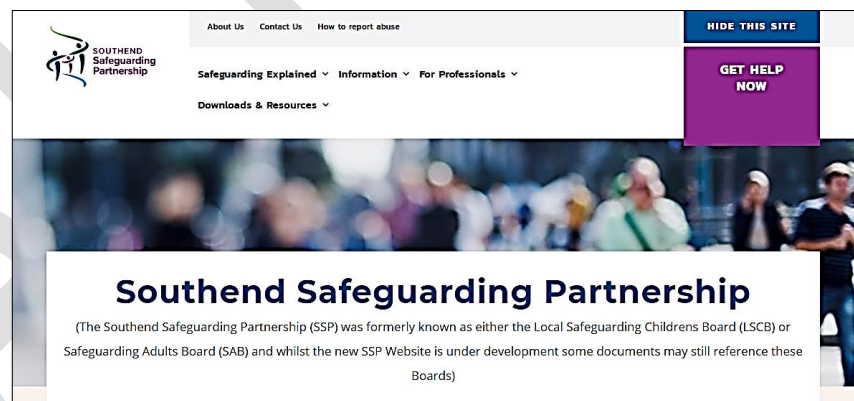 About Us Contact Us How to report abuse
HIDE THIS SITE
SOUTHEND
Safeguarding
Partnership
Safeguarding Explained Information For Professionals
GET HELP
NOW
Downloads & Resources
Southend Safeguarding Partnership
(The Southend Safeguarding Partnership (SSP) was formerly known as either the Local Safeguarding Childrens Board (LSCB) or
Safeguarding Adults Board (SAB) and whilst the new SSP Website is under development some documents may still reference these
Boards)